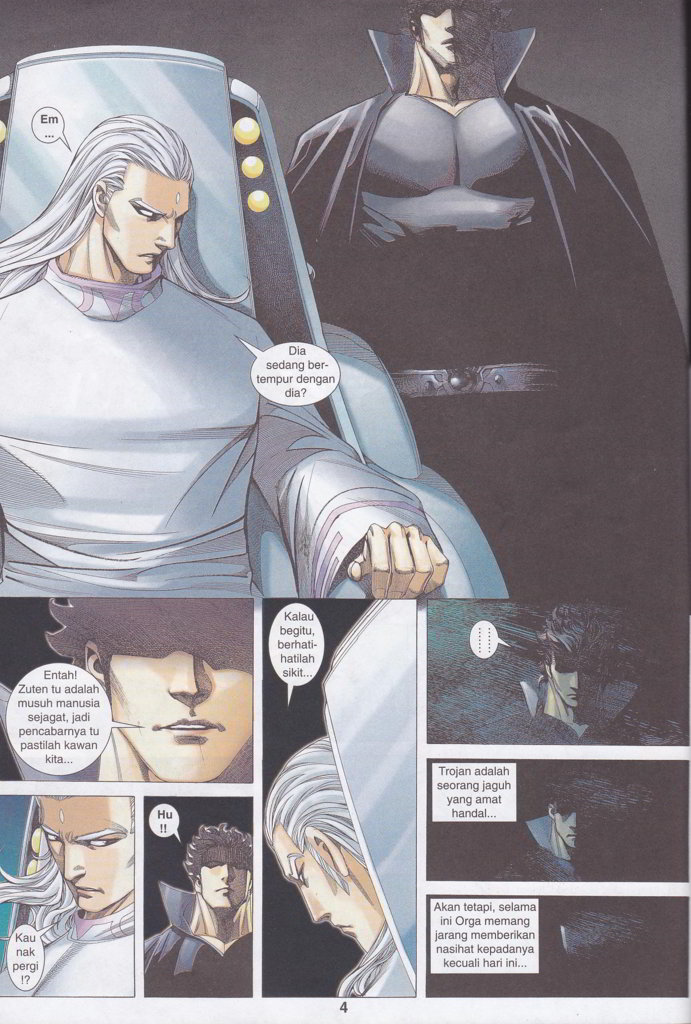 Em
...
Dia
sedang ber-
tempur dengan
dia?
Entah!
Zuten tu adalah
musuh manusia
sejagat, jadi
pencabarnya tu
pastilah kawan
kita...
Kau
nak
pergi
!?
Hu
!!
Kalau
begitu,
berhati-
hatilah
sikit...
......
Trojan adalah
seorang jaguh
yang amat
handal...
Akan tetapi, selama
ini Orga memang
jarang memberikan
nasihat kepadanya
kecuali hari ini...
4